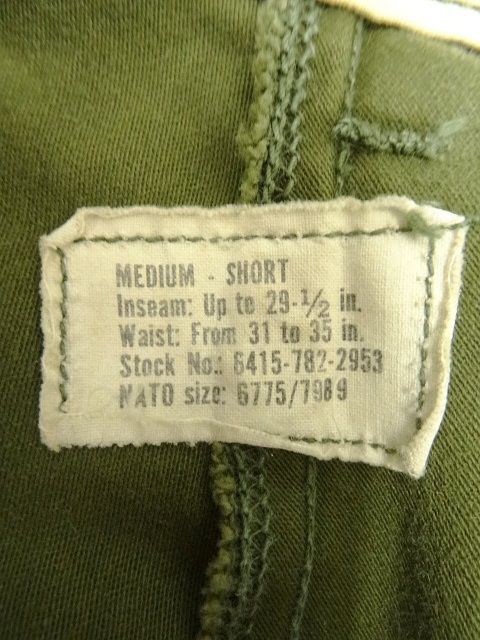 MEDIUM - SHORT
Inseam: Up to 29-1/2 in.
Waist: From 31 to 35 in.
Stock No.: 8415-782-2953
NATO size: 6775/7989